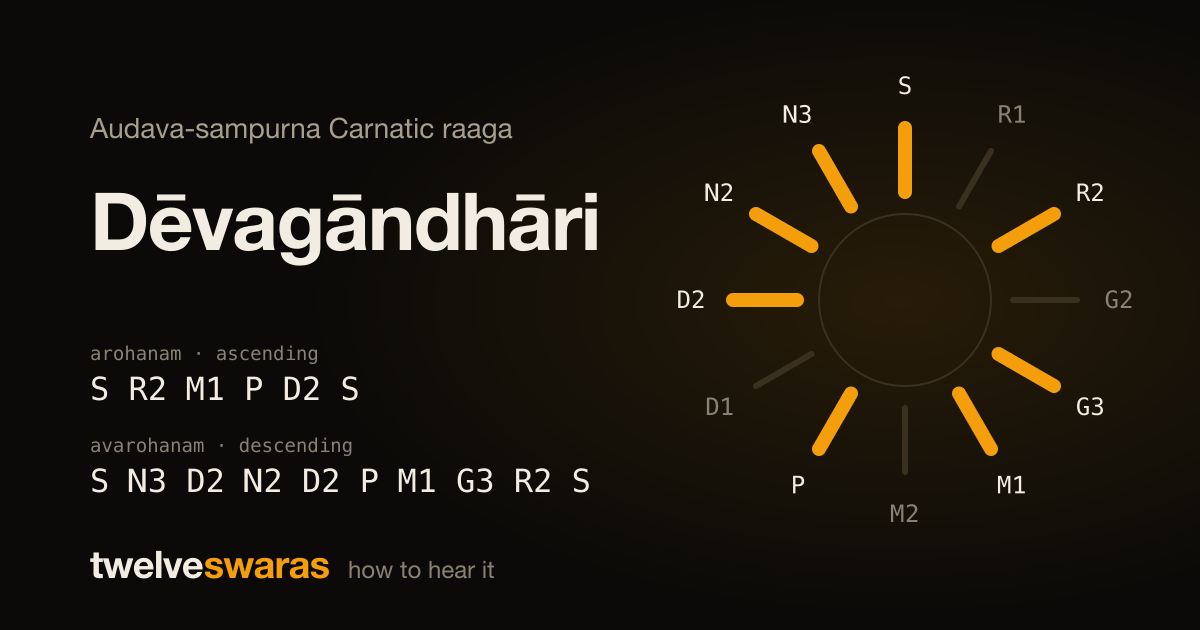 Audava-sampurna Carnatic raaga
Dēvagāndhāri
arohanam · ascending
S R2 M1 P D2 S
avarohanam · descending
S N3 D2 N2 D2 P M1 G3 R2 S
twelveswaras how to hear it
S
R1
R2
G2
G3
M1
M2
P
D1
D2
N2
N3